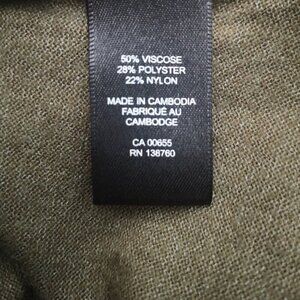 50% VISCOSE
28% POLYSTER
22% NYLON
MADE IN CAMBODIA
FABRIQUÉ AU
CAMBODGE
CA 00655
RN 138760